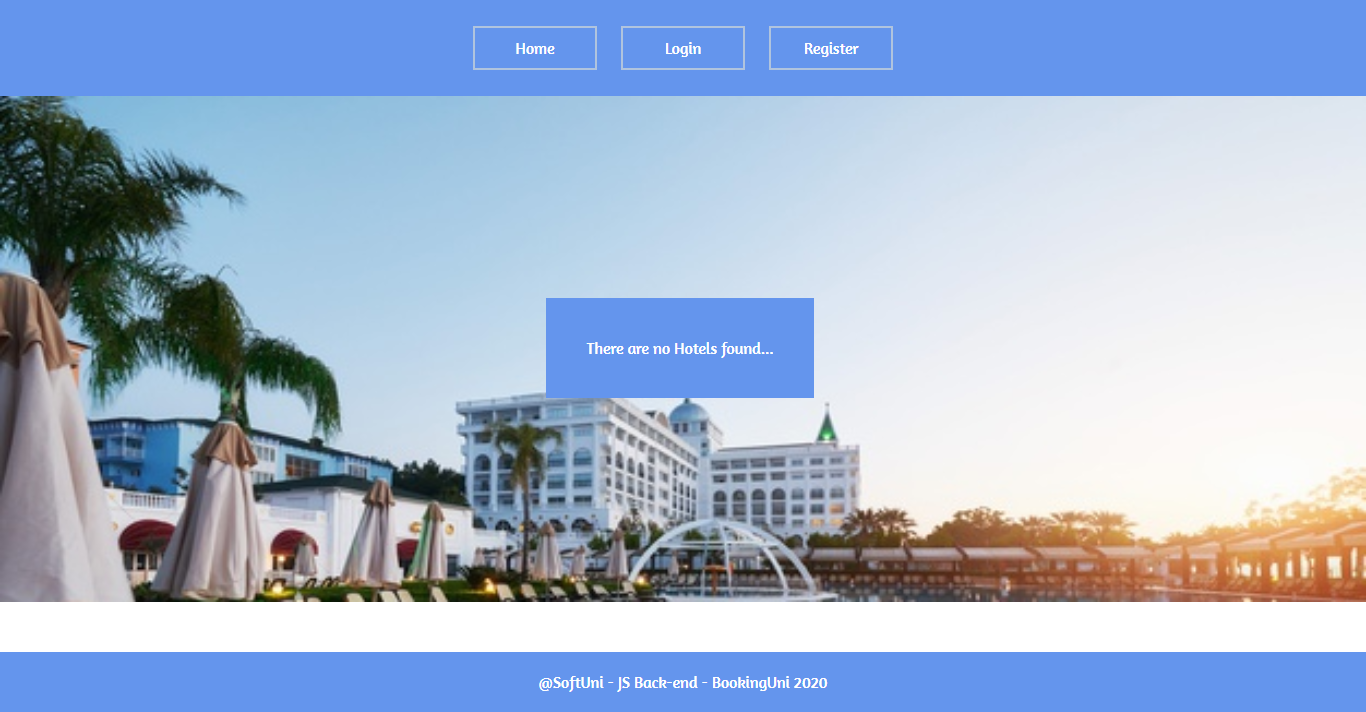 Home
Login
Register
There are no Hotels found...
@SoftUni - JS Back-end - BookingUni 2020